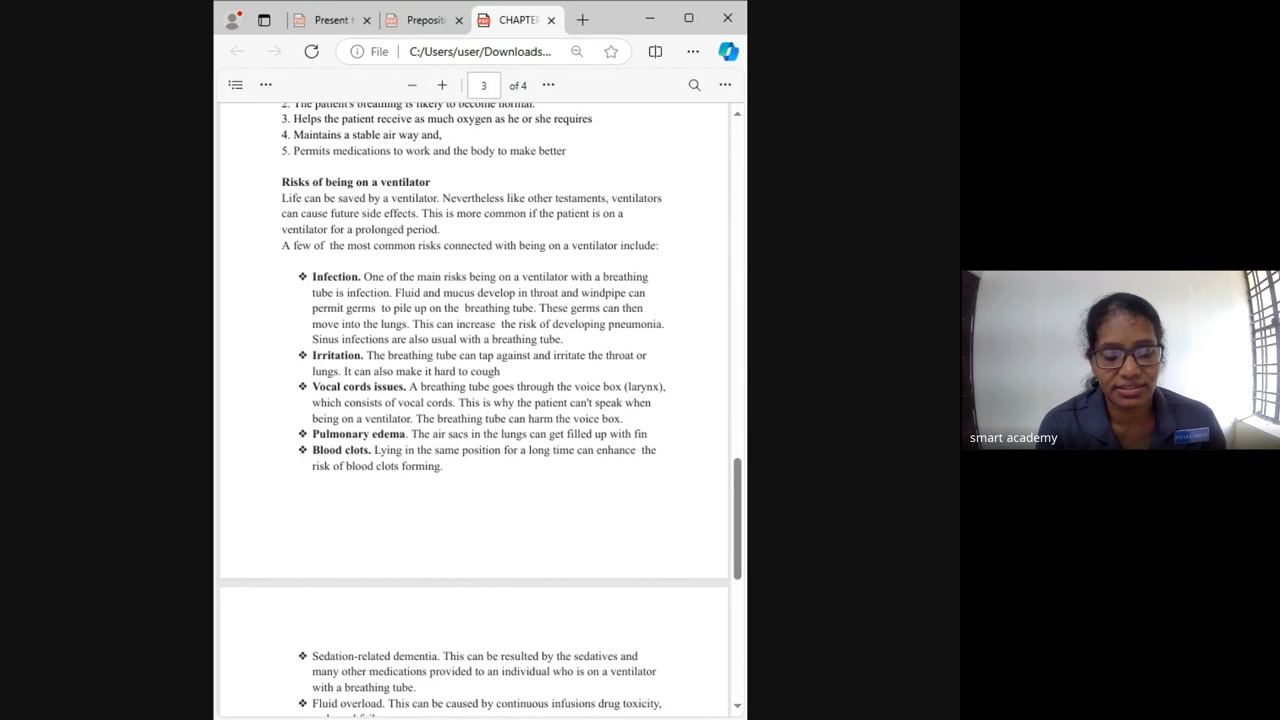 Present t
Prepositi
CHAPTER
File
C:/Users/user/Downloads...
3 of 4
2. The patient's breathing is likely to become normal.
3. Helps the patient receive as much oxygen as he or she requires
4. Maintains a stable air way and,
5. Permits medications to work and the body to make better
Risks of being on a ventilator
Life can be saved by a ventilator. Nevertheless like other testaments, ventilators
can cause future side effects. This is more common if the patient is on a
ventilator for a prolonged period.
A few of the most common risks connected with being on a ventilator include:
❖ Infection. One of the main risks being on a ventilator with a breathing
tube is infection. Fluid and mucus develop in throat and windpipe can
permit germs to pile up on the breathing tube. These germs can then
move into the lungs. This can increase the risk of developing pneumonia.
Sinus infections are also usual with a breathing tube.
❖ Irritation. The breathing tube can tap against and irritate the throat or
lungs. It can also make it hard to cough
❖ Vocal cords issues. A breathing tube goes through the voice box (larynx),
which consists of vocal cords. This is why the patient can't speak when
being on a ventilator. The breathing tube can harm the voice box.
❖ Pulmonary edema. The air sacs in the lungs can get filled up with fin
❖ Blood clots. Lying in the same position for a long time can enhance the
risk of blood clots forming.
❖ Sedation-related dementia. This can be resulted by the sedatives and
many other medications provided to an individual who is on a ventilator
with a breathing tube.
❖ Fluid overload. This can be caused by continuous infusions drug toxicity,
smart academy